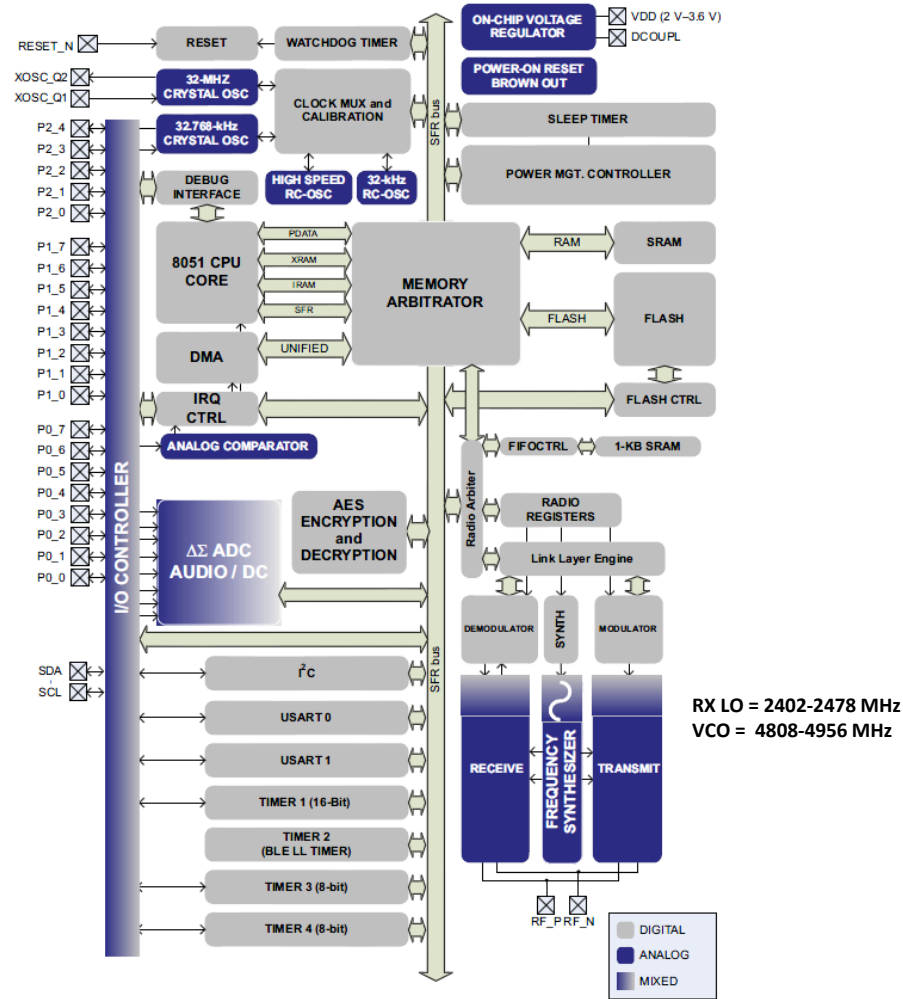 ON-CHIP VOLTAGE
REGULATOR
VDD (2 V–3.6 V)
DCOUPL
RESET_N
RESET
WATCHDOG TIMER
SFR bus
XOSC_Q2
XOSC_Q1
32-MHZ
CRYSTAL OSC
CLOCK MUX and
CALIBRATION
POWER-ON RESET
BROWN OUT
P2_4
P2_3
P2_2
P2_1
P2_0
32.768-kHz
CRYSTAL OSC
SLEEP TIMER
DEBUG
INTERFACE
HIGH SPEED
RC-OSC
32-kHz
RC-OSC
POWER MGT. CONTROLLER
P1_7
P1_6
P1_5
P1_4
P1_3
P1_2
P1_1
P1_0
8051 CPU
CORE
PDATA
XRAM
IRAM
SFR
MEMORY
ARBITRATOR
RAM
SRAM
FLASH
FLASH
DMA
UNIFIED
IRQ
CTRL
FLASH CTRL
P0_7
P0_6
P0_5
P0_4
P0_3
P0_2
P0_1
P0_0
ANALOG COMPARATOR
FIFOCTRL
1-KB SRAM
Radio Arbiter
I/O CONTROLLER
ΔΣ ADC
AUDIO / DC
AES
ENCRYPTION
and
DECRYPTION
RADIO
REGISTERS
Link Layer Engine
DEMODULATOR
SYNTH
MODULATOR
SDA
SCL
SFR bus
I2C
USART 0
USART 1
TIMER 1 (16-Bit)
TIMER 2
(BLE LL TIMER)
TIMER 3 (8-bit)
TIMER 4 (8-bit)
RECEIVE
FREQUENCY
SYNTHESIZER
TRANSMIT
RX LO = 2402-2478 MHz
VCO = 4808-4956 MHz
RF_P
RF_N
DIGITAL
ANALOG
MIXED